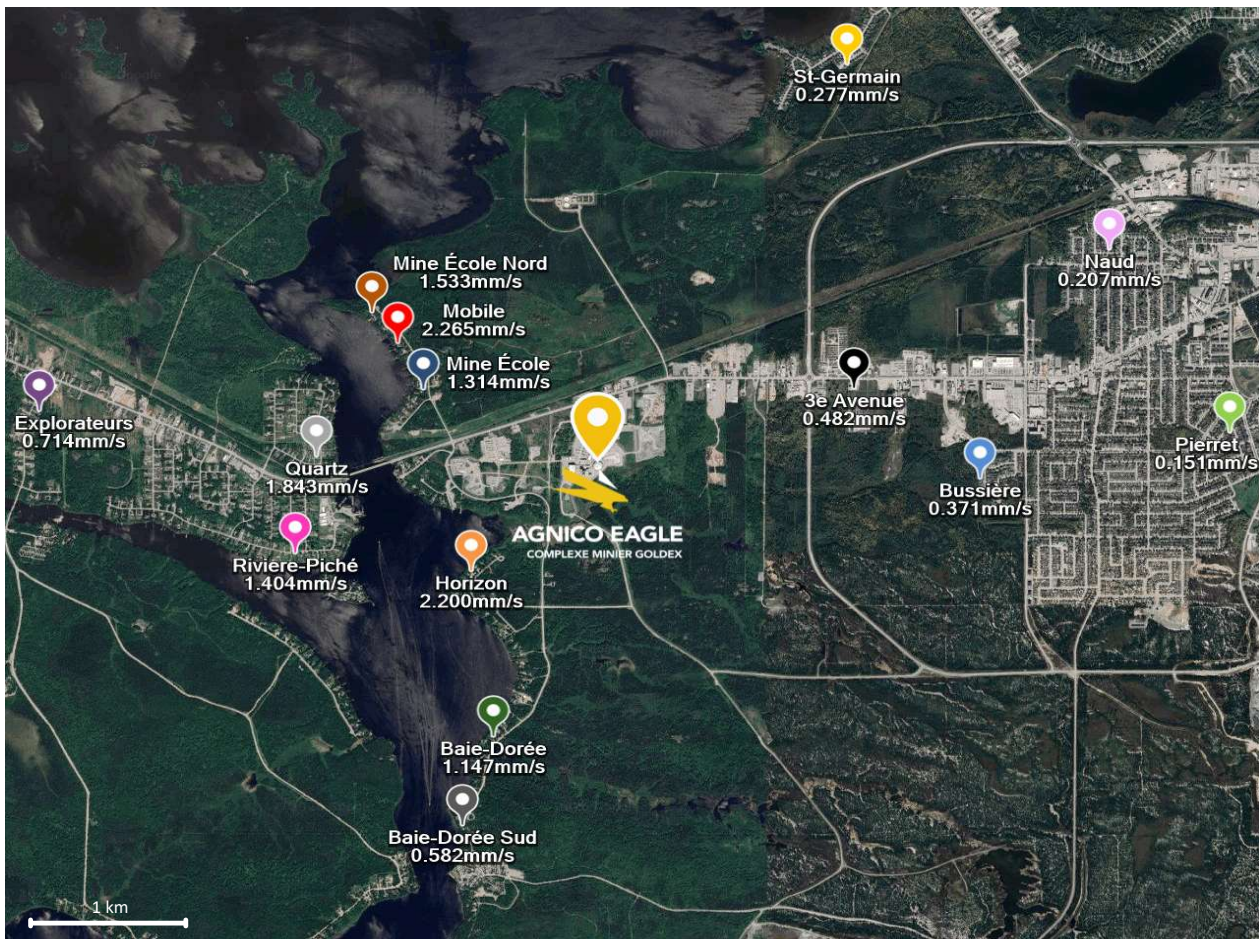 St-Germain
0.277mm/s
Naud
0.207mm/s
Mine École Nord
1.533mm/s
Mobile
2.265mm/s
Mine École
1.314mm/s
3e Avenue
0.482mm/s
Explorateurs
0.714mm/s
Pierret
0.151mm/s
Quartz
1.843mm/s
Bussière
0.371mm/s
AGNICO EAGLE
COMPLEXE MINIER GOLDEX
Riviere-Piché
1.404mm/s
Horizon
2.200mm/s
Baie-Dorée
1.147mm/s
Baie-Dorée Sud
0.582mm/s
1 km